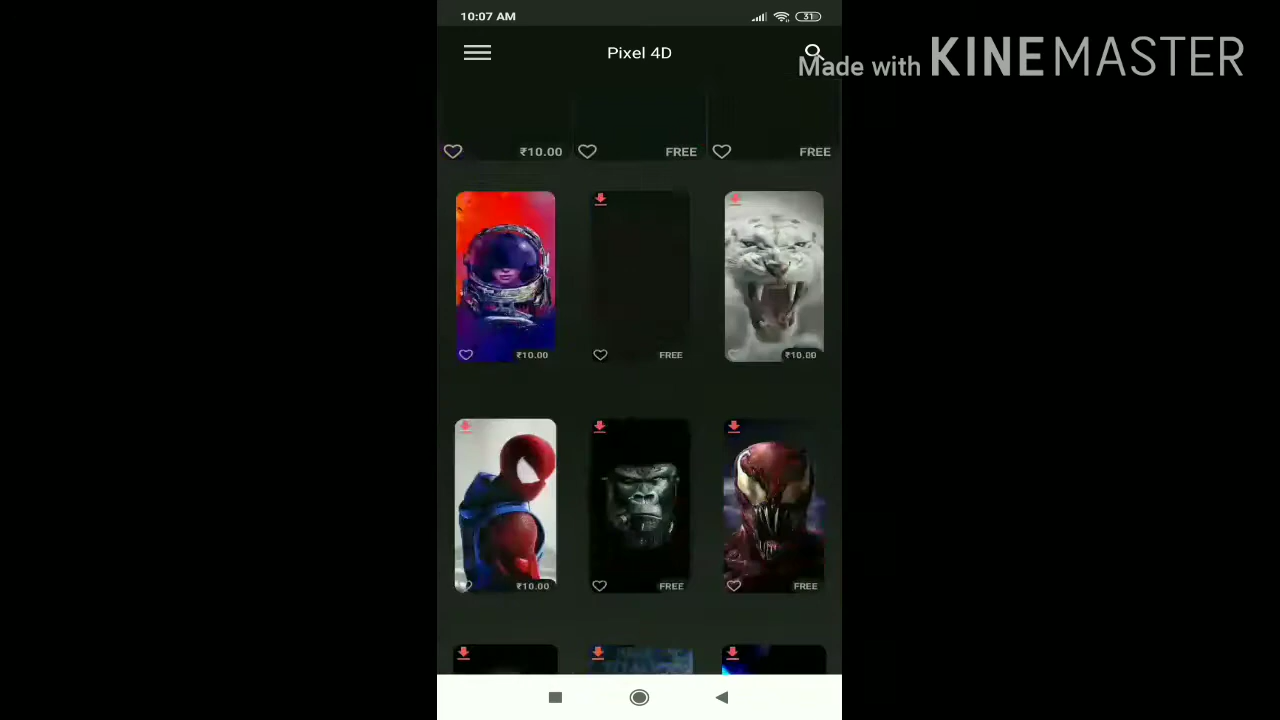 10:07 AM
31
Pixel 4D
Made with KINEMASTER
₹10.00
FREE
FREE
₹10.00
FREE
₹10.00
₹10.00
FREE
FREE